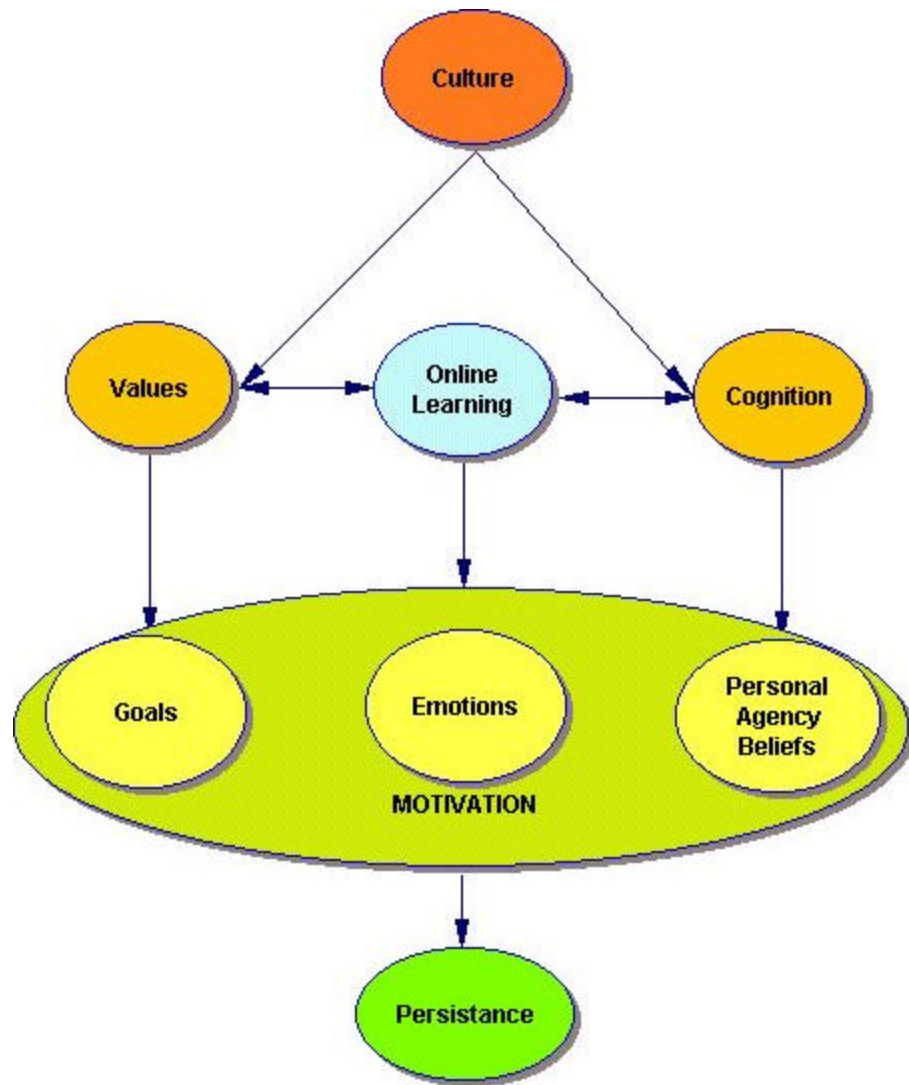 Culture
Values
Online
Learning
Cognition
Goals
Emotions
Personal
Agency
Beliefs
MOTIVATION
Persistance